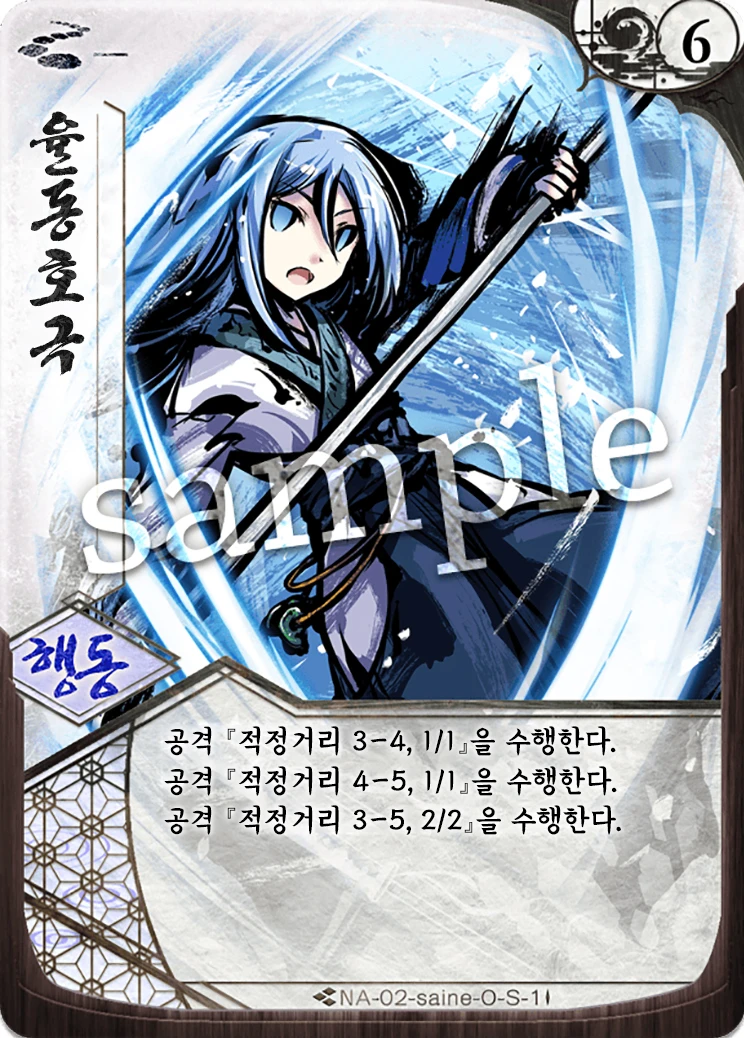 6
율동호극
sample
행동
공격 『적정거리 3-4, 1/1』을 수행한다.
공격 『적정거리 4-5, 1/1』을 수행한다.
공격 『적정거리 3-5, 2/2』을 수행한다.
NA-02-saine-O-S-1